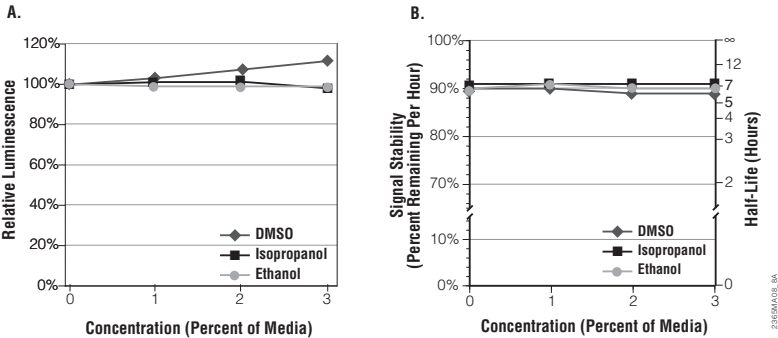 A.
120%
100%
80%
60%
40%
20%
0%
Relative Luminescence
0 1 2 3
Concentration (Percent of Media)
DMSO
Isopropanol
Ethanol
B.
100%
90%
80%
70%
10%
0%
Signal Stability
(Percent Remaining Per Hour)
∞
12
7
5
4
3
2
0
Half-Life (Hours)
DMSO
Isopropanol
Ethanol
0 1 2 3
Concentration (Percent of Media)
2365MA08_8A